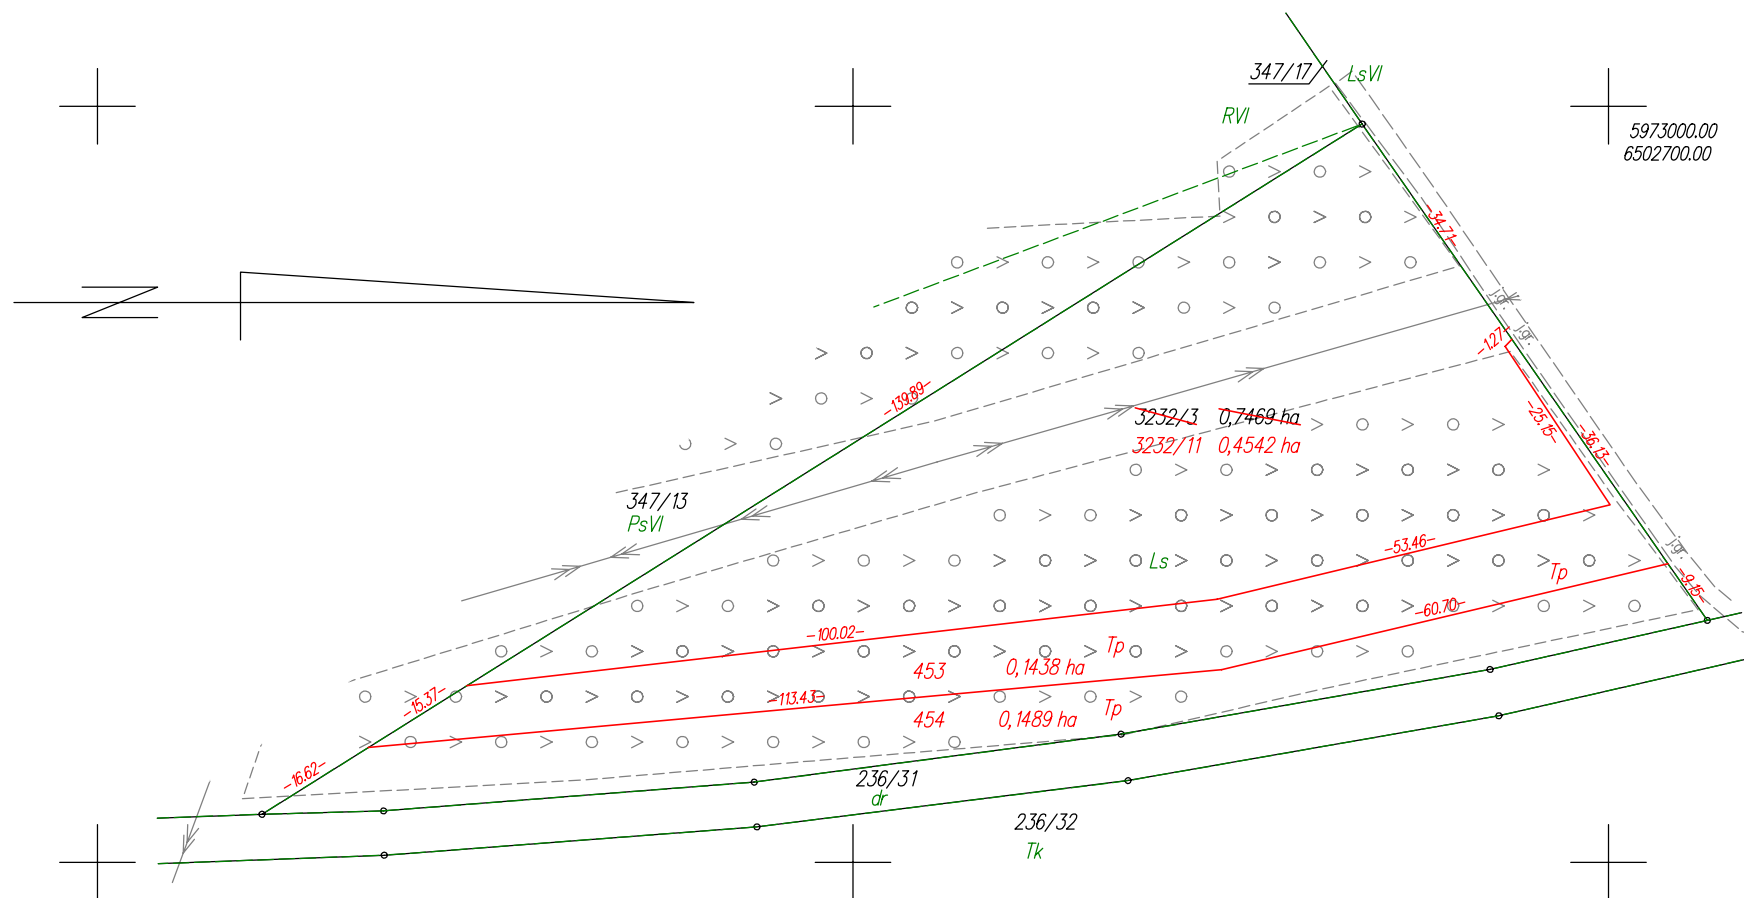 347/17
LsVI
RVI
5973000.00
6502700.00
-34.71-
j.gr.
j.gr.
-1.27-
-139.89-
3232/3 0,7469 ha
3232/11 0,4542 ha
-25.15-
-36.13-
347/13
PsVI
j.gr.
-53.46-
Ls
Tp
-9.15-
-60.70-
-100.02-
Tp
453 0,1438 ha
-15.37-
-113.43-
Tp
454 0,1489 ha
-16.62-
236/31
dr
236/32
Tk